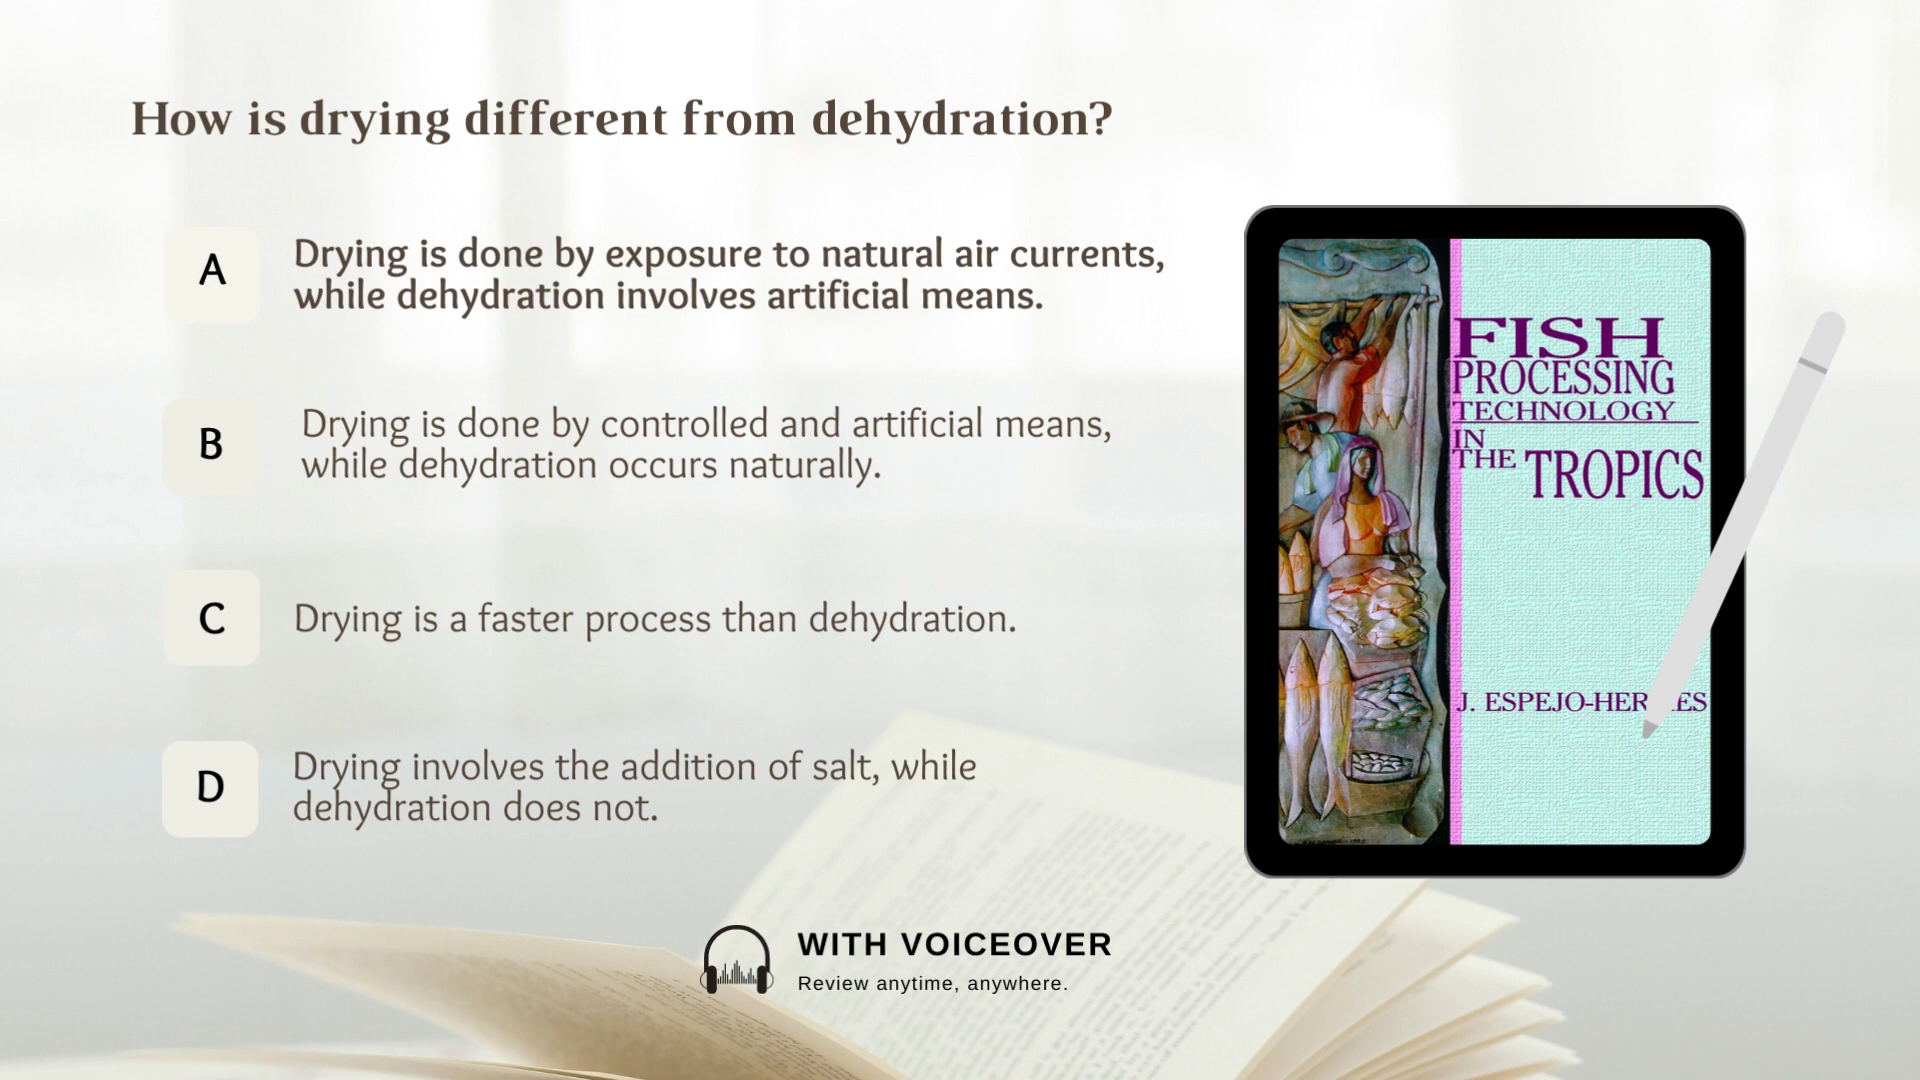 How is drying different from dehydration?
A
Drying is done by exposure to natural air currents,
while dehydration involves artificial means.
B
Drying is done by controlled and artificial means,
while dehydration occurs naturally.
C
Drying is a faster process than dehydration.
D
Drying involves the addition of salt, while
dehydration does not.
FISH
PROCESSING
TECHNOLOGY
IN
THE TROPICS
J.
WITH VOICEOVER
Review anytime, anywhere.